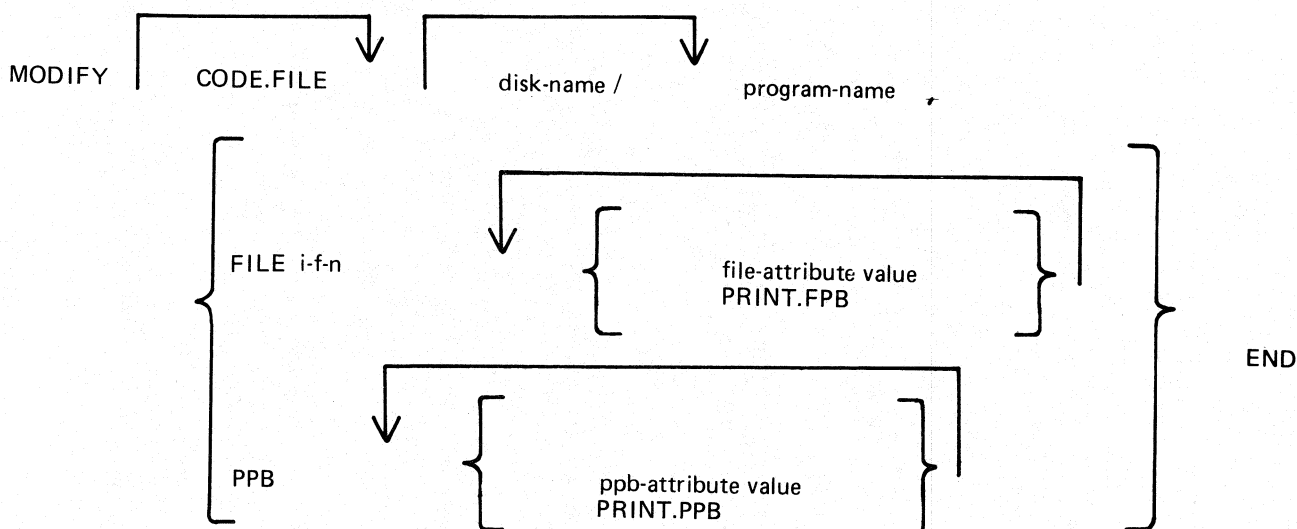 MODIFY CODE.FILE disk-name / program-name
FILE i-f-n
file-attribute value
PRINT.FPB
END
PPB
ppb-attribute value
PRINT.PPB